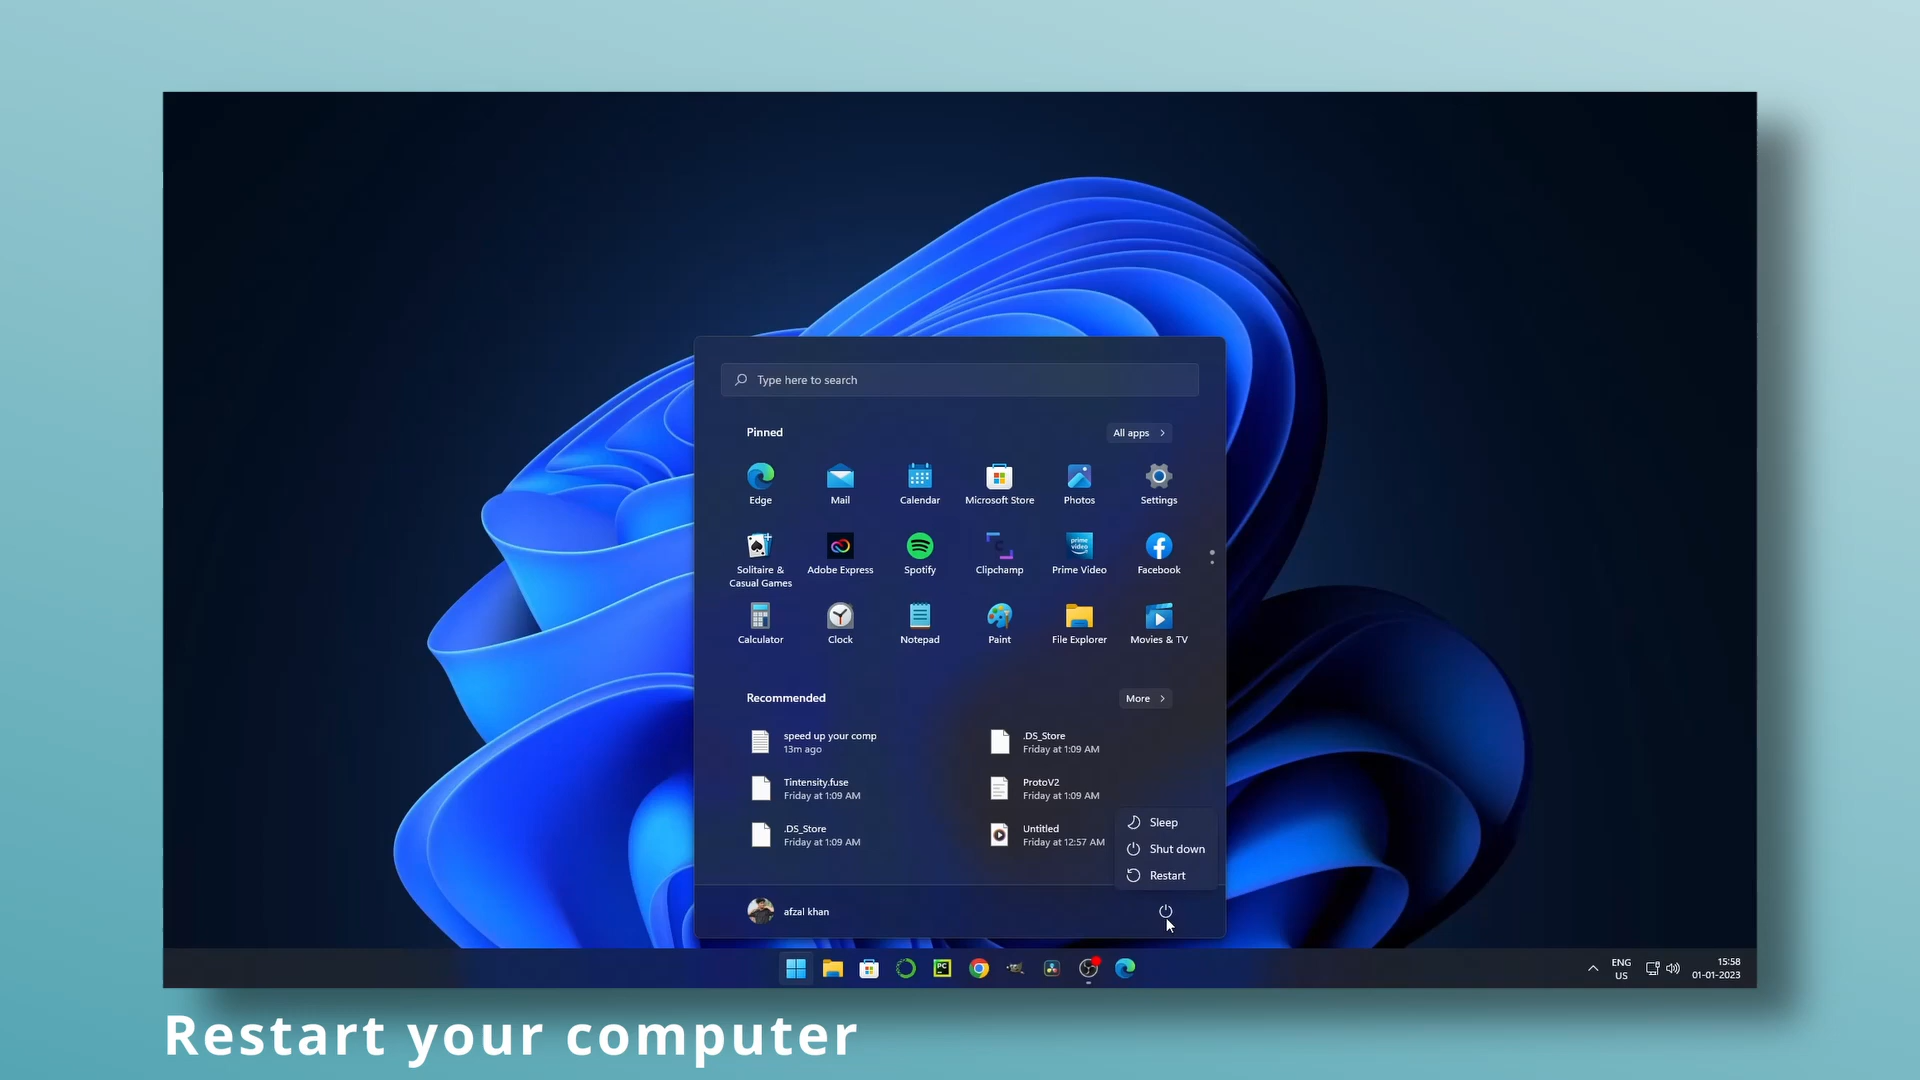 Type here to search
Pinned
All apps
Edge
Mail
Calendar
Microsoft Store
Photos
Settings
Solitaire &
Casual Games
Adobe Express
Spotify
Clipchamp
prime
video
Prime Video
Facebook
Calculator
Clock
Notepad
Paint
File Explorer
Movies & TV
Recommended
More
speed up your comp
13m ago
.DS_Store
Friday at 1:09 AM
Tintensity.fuse
Friday at 1:09 AM
ProtoV2
Friday at 1:09 AM
.DS_Store
Friday at 1:09 AM
Untitled
Friday at 12:57 AM
Sleep
Shut down
Restart
afzal khan
PC
ENG
US
15:58
01-01-2023
Restart your computer